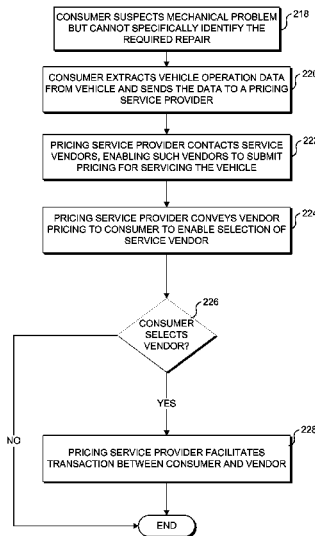 CONSUMER SUSPECTS MECHANICAL PROBLEM
BUT CANNOT SPECIFICALLY IDENTIFY THE
REQUIRED REPAIR
218
CONSUMER EXTRACTS VEHICLE OPERATION DATA
FROM VEHICLE AND SENDS THE DATA TO A PRICING
SERVICE PROVIDER
220
PRICING SERVICE PROVIDER CONTACTS SERVICE
VENDORS, ENABLING SUCH VENDORS TO SUBMIT
PRICING FOR SERVICING THE VEHICLE
222
PRICING SERVICE PROVIDER CONVEYS VENDOR
PRICING TO CONSUMER TO ENABLE SELECTION OF
SERVICE VENDOR
224
226
CONSUMER
SELECTS
VENDOR?
YES
NO
PRICING SERVICE PROVIDER FACILITATES
TRANSACTION BETWEEN CONSUMER AND VENDOR
228
END